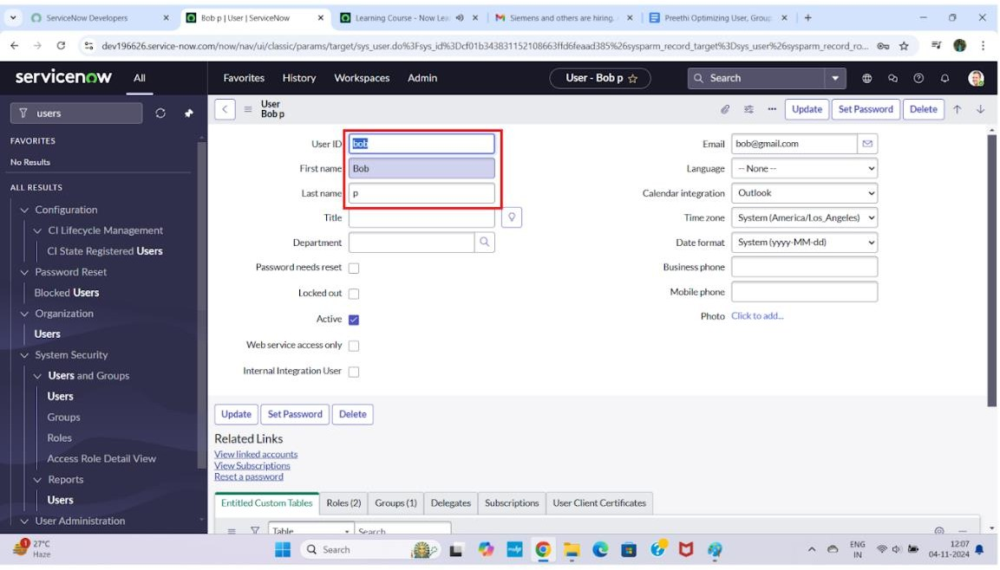 ServiceNow Developers
Bob p | User | ServiceNow
Learning Course - Now Lea
Siemens and others are hiring.
Preethi Optimizing User, Group
dev196626.service-now.com/now/nav/ui/classic/params/target/sys_user.do%3Fsys_id%3Dcf01b343831152108663ffd6feaad385%26sysparm_record_target%3Dsys_user%26sysparm_record_ro...
servicenow All Favorites History Workspaces Admin User - Bob p Search
users
User
Bob p
Update Set Password Delete
FAVORITES
No Results
ALL RESULTS
Configuration
CI Lifecycle Management
CI State Registered Users
Password Reset
Blocked Users
Organization
Users
System Security
Users and Groups
Users
Groups
Roles
Access Role Detail View
Reports
Users
User Administration
User ID bob
First name Bob
Last name p
Title
Department
Password needs reset
Locked out
Active
Web service access only
Internal Integration User
Email bob@gmail.com
Language -- None --
Calendar integration Outlook
Time zone System (America/Los_Angeles)
Date format System (yyyy-MM-dd)
Business phone
Mobile phone
Photo Click to add...
Update Set Password Delete
Related Links
View linked accounts
View Subscriptions
Reset a password
Entitled Custom Tables Roles (2) Groups (1) Delegates Subscriptions User Client Certificates
Table Search
1
27°C
Haze
Search
ENG
IN
12:07
04-11-2024